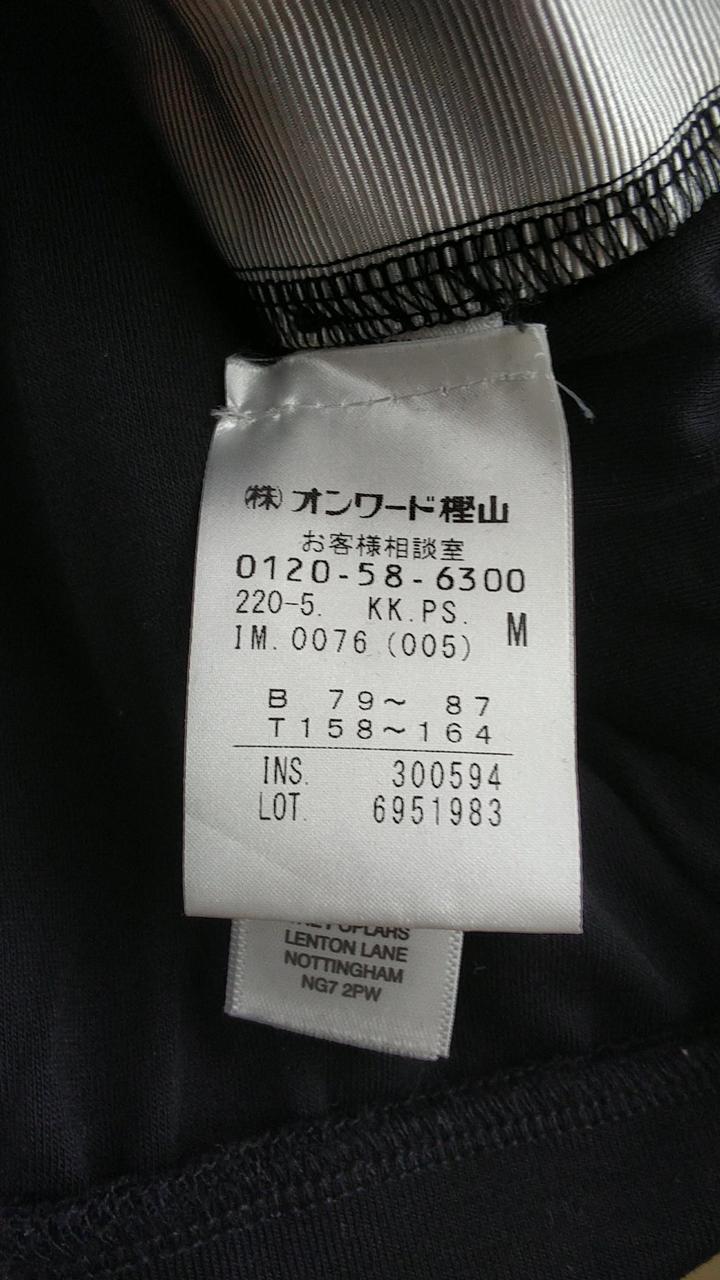 ㈱オンワード樫山
お客様相談室
0120-58-6300
220-5. KK.PS. M
IM.0076 (005)
B 79～ 87
T158～164
INS. 300594
LOT. 6951983
LENTON LANE
NOTTINGHAM
NG7 2PW